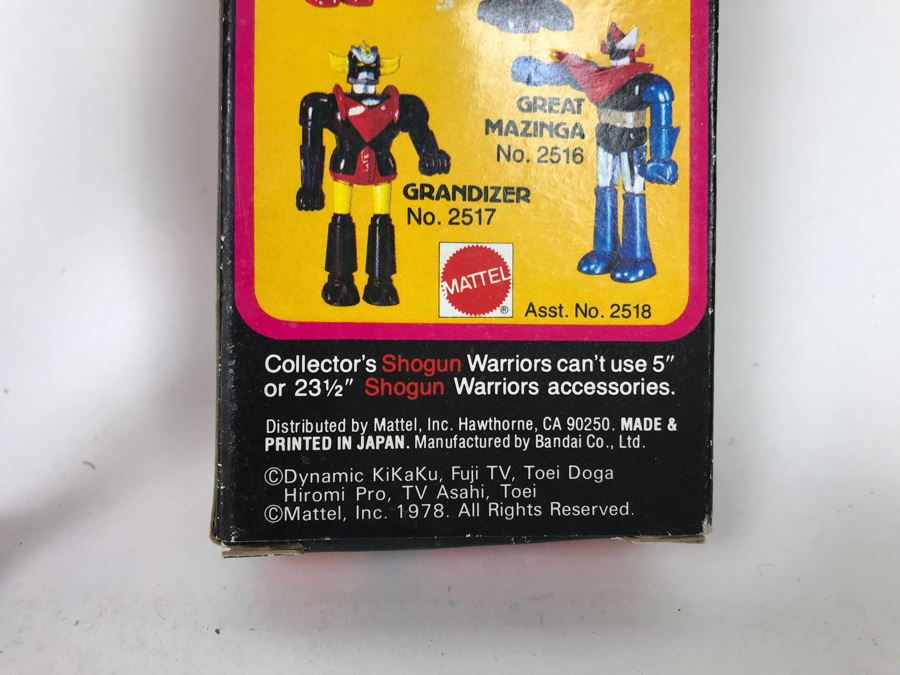 GREAT
MAZINGA
No. 2516
GRANDIZER
No. 2517
MATTEL
®
Asst. No. 2518
Collector's Shogun Warriors can't use 5"
or 23½" Shogun Warriors accessories.
Distributed by Mattel, Inc. Hawthorne, CA 90250. MADE &
PRINTED IN JAPAN. Manufactured by Bandai Co., Ltd.
©Dynamic KiKaKu, Fuji TV, Toei Doga
Hiromi Pro, TV Asahi, Toei
©Mattel, Inc. 1978. All Rights Reserved.